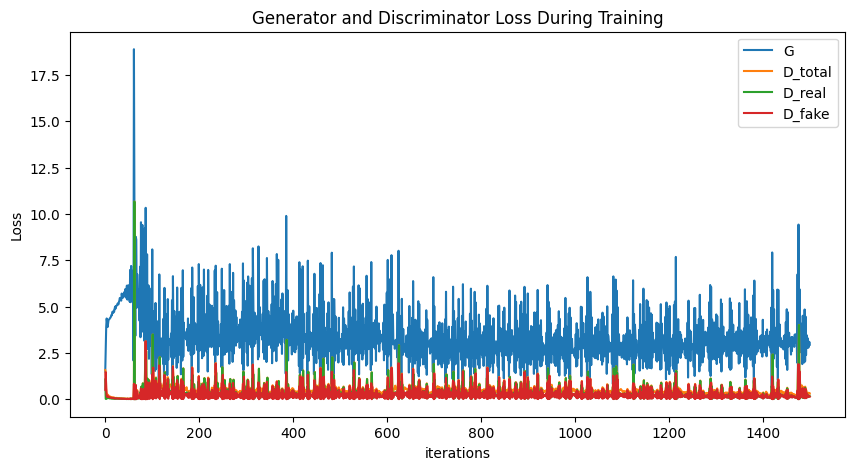 Generator and Discriminator Loss During Training
G
D_total
D_real
D_fake
17.5
15.0
12.5
10.0
7.5
5.0
2.5
0.0
Loss
0 200 400 600 800 1000 1200 1400
iterations